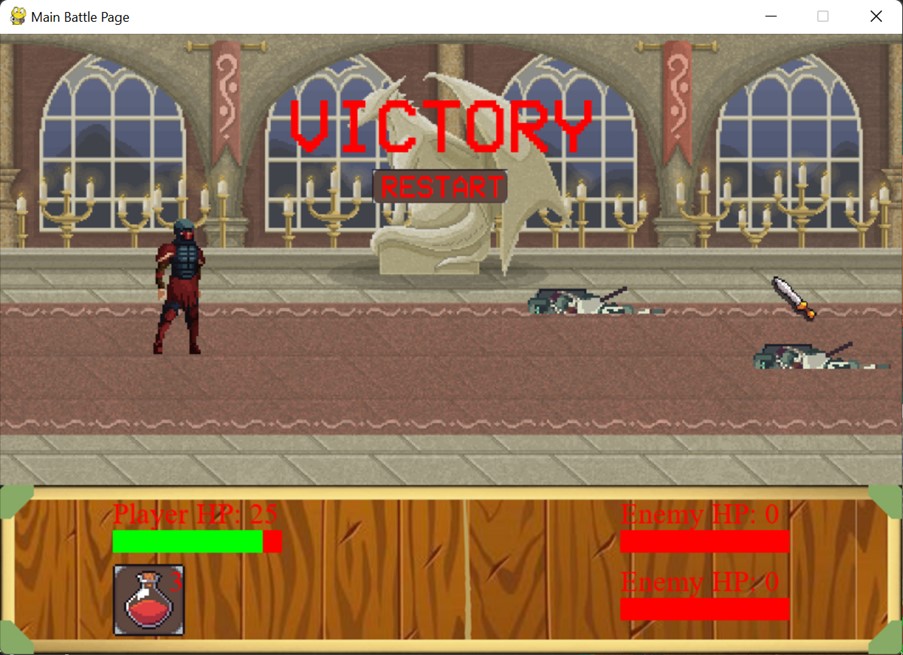 Main Battle Page
VICTORY
RESTART
Player HP: 25
Enemy HP: 0
3
Enemy HP: 0